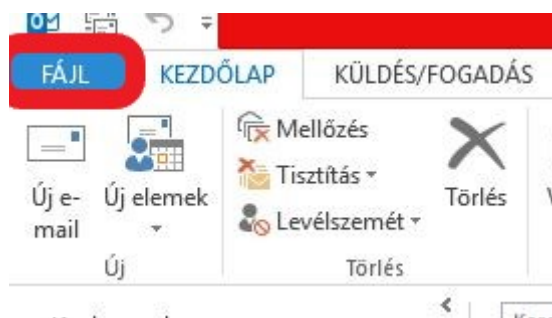 FÁJL KEZDŐLAP KÜLDÉS/FOGADÁS
Új e-
mail
Új elemek
Mellőzés
Tisztítás
Levélszemét
Törlés
Új
Törlés